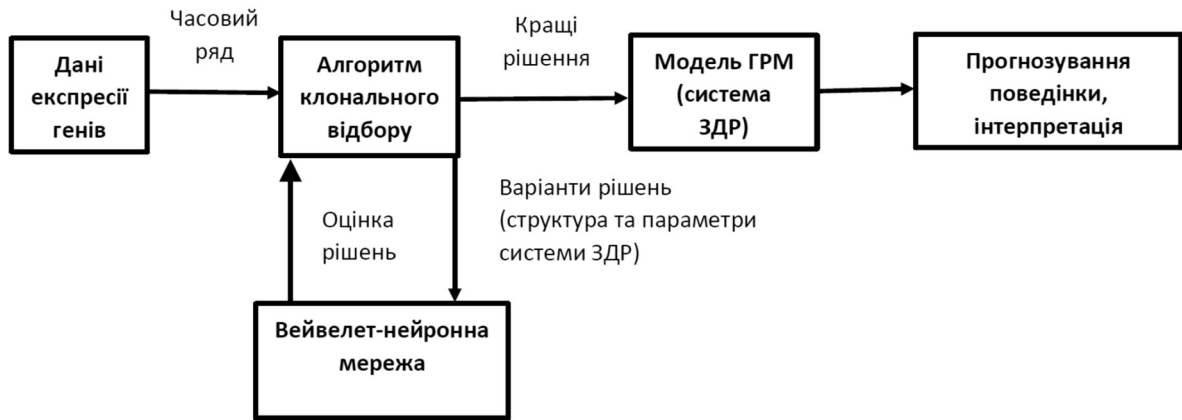 Часовий
ряд
Кращі
рішення
Дані
експресії
генів
Алгоритм
клонального
відбору
Модель ГРМ
(система
ЗДР)
Прогнозування
поведінки,
інтерпретація
Оцінка
рішень
Варіанти рішень
(структура та параметри
системи ЗДР)
Вейвелет-нейронна
мережа